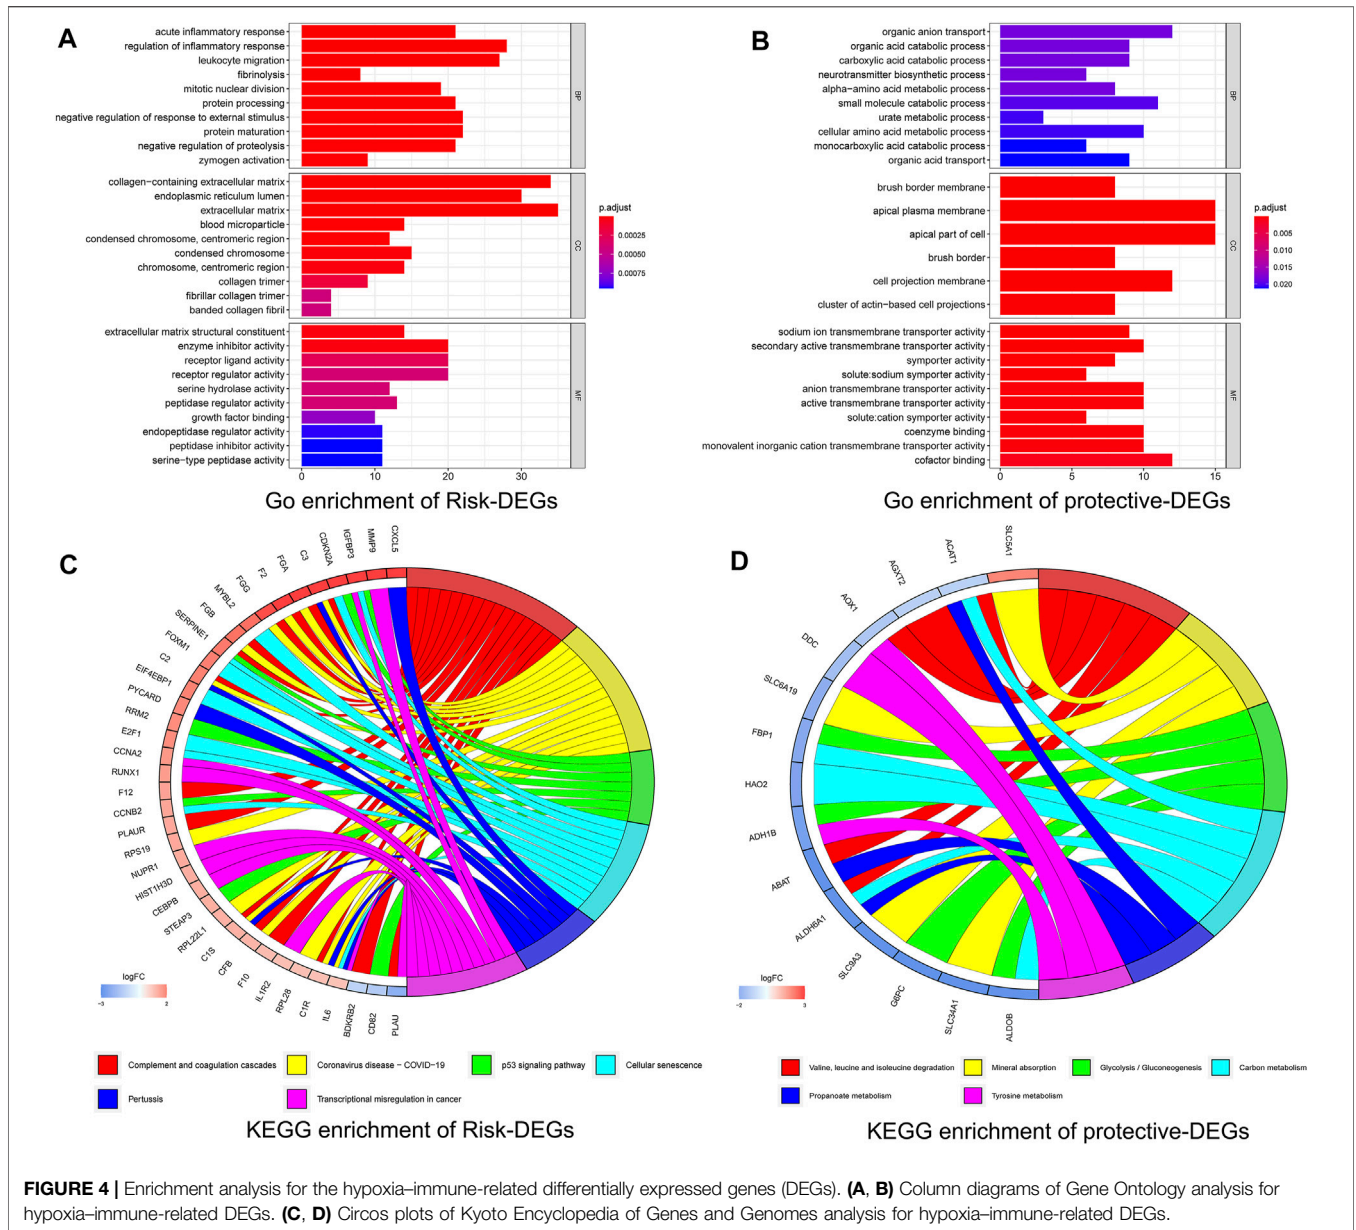 A
acute inflammatory response
regulation of inflammatory response
leukocyte migration
fibrinolysis
mitotic nuclear division
protein processing
negative regulation of response to external stimulus
protein maturation
negative regulation of proteolysis
zymogen activation
BP
collagen−containing extracellular matrix
endoplasmic reticulum lumen
extracellular matrix
blood microparticle
condensed chromosome, centromeric region
condensed chromosome
chromosome, centromeric region
collagen trimer
fibrillar collagen trimer
banded collagen fibril
CC
extracellular matrix structural constituent
enzyme inhibitor activity
receptor ligand activity
receptor regulator activity
serine hydrolase activity
peptidase regulator activity
growth factor binding
endopeptidase regulator activity
peptidase inhibitor activity
serine−type peptidase activity
MF
0 10 20 30
p.adjust
0.00025
0.00050
0.00075
Go enrichment of Risk-DEGs
B
organic anion transport
organic acid catabolic process
carboxylic acid catabolic process
neurotransmitter biosynthetic process
alpha−amino acid metabolic process
small molecule catabolic process
urate metabolic process
cellular amino acid metabolic process
monocarboxylic acid catabolic process
organic acid transport
BP
brush border membrane
apical plasma membrane
apical part of cell
brush border
cell projection membrane
cluster of actin−based cell projections
CC
sodium ion transmembrane transporter activity
secondary active transmembrane transporter activity
symporter activity
solute:sodium symporter activity
anion transmembrane transporter activity
active transmembrane transporter activity
solute:cation symporter activity
coenzyme binding
monovalent inorganic cation transmembrane transporter activity
cofactor binding
MF
0 5 10 15
p.adjust
0.005
0.010
0.015
0.020
Go enrichment of protective-DEGs
C
CXCL5
MMP9
IGFBP3
CDKN2A
C3
FGA
F2
FGG
MYBL2
FGB
SERPINE1
FOXM1
C2
EIF4EBP1
PYCARD
RRM2
E2F1
CCNA2
RUNX1
F12
CCNB2
PLAUR
RPS19
NUPR1
HIST1H3D
CEBPB
STEAP3
RPL22L1
C1S
CFB
F10
IL1R2
RPL28
C1R
IL6
BDKRB2
CD82
PLAU
logFC
−3 2
Complement and coagulation cascades
Coronavirus disease − COVID−19
p53 signaling pathway
Cellular senescence
Pertussis
Transcriptional misregulation in cancer
KEGG enrichment of Risk-DEGs
D
SLC5A1
ACAT1
AGXT2
AOX1
DDC
SLC6A19
FBP1
HAO2
ADH1B
ABAT
ALDH6A1
SLC9A3
G6PC
SLC34A1
ALDOB
logFC
−2 3
Valine, leucine and isoleucine degradation
Mineral absorption
Glycolysis / Gluconeogenesis
Carbon metabolism
Propanoate metabolism
Tyrosine metabolism
KEGG enrichment of protective-DEGs
FIGURE 4 | Enrichment analysis for the hypoxia–immune-related differentially expressed genes (DEGs). (A, B) Column diagrams of Gene Ontology analysis for
hypoxia–immune-related DEGs. (C, D) Circos plots of Kyoto Encyclopedia of Genes and Genomes analysis for hypoxia–immune-related DEGs.